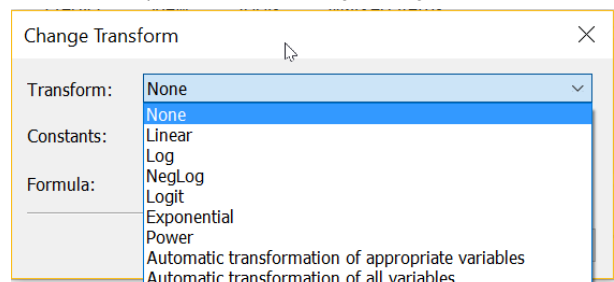 Change Transform
Transform: None
None
Constants: Linear
Log
Formula: NegLog
Logit
Exponential
Power
Automatic transformation of appropriate variables
Automatic transformation of all variables